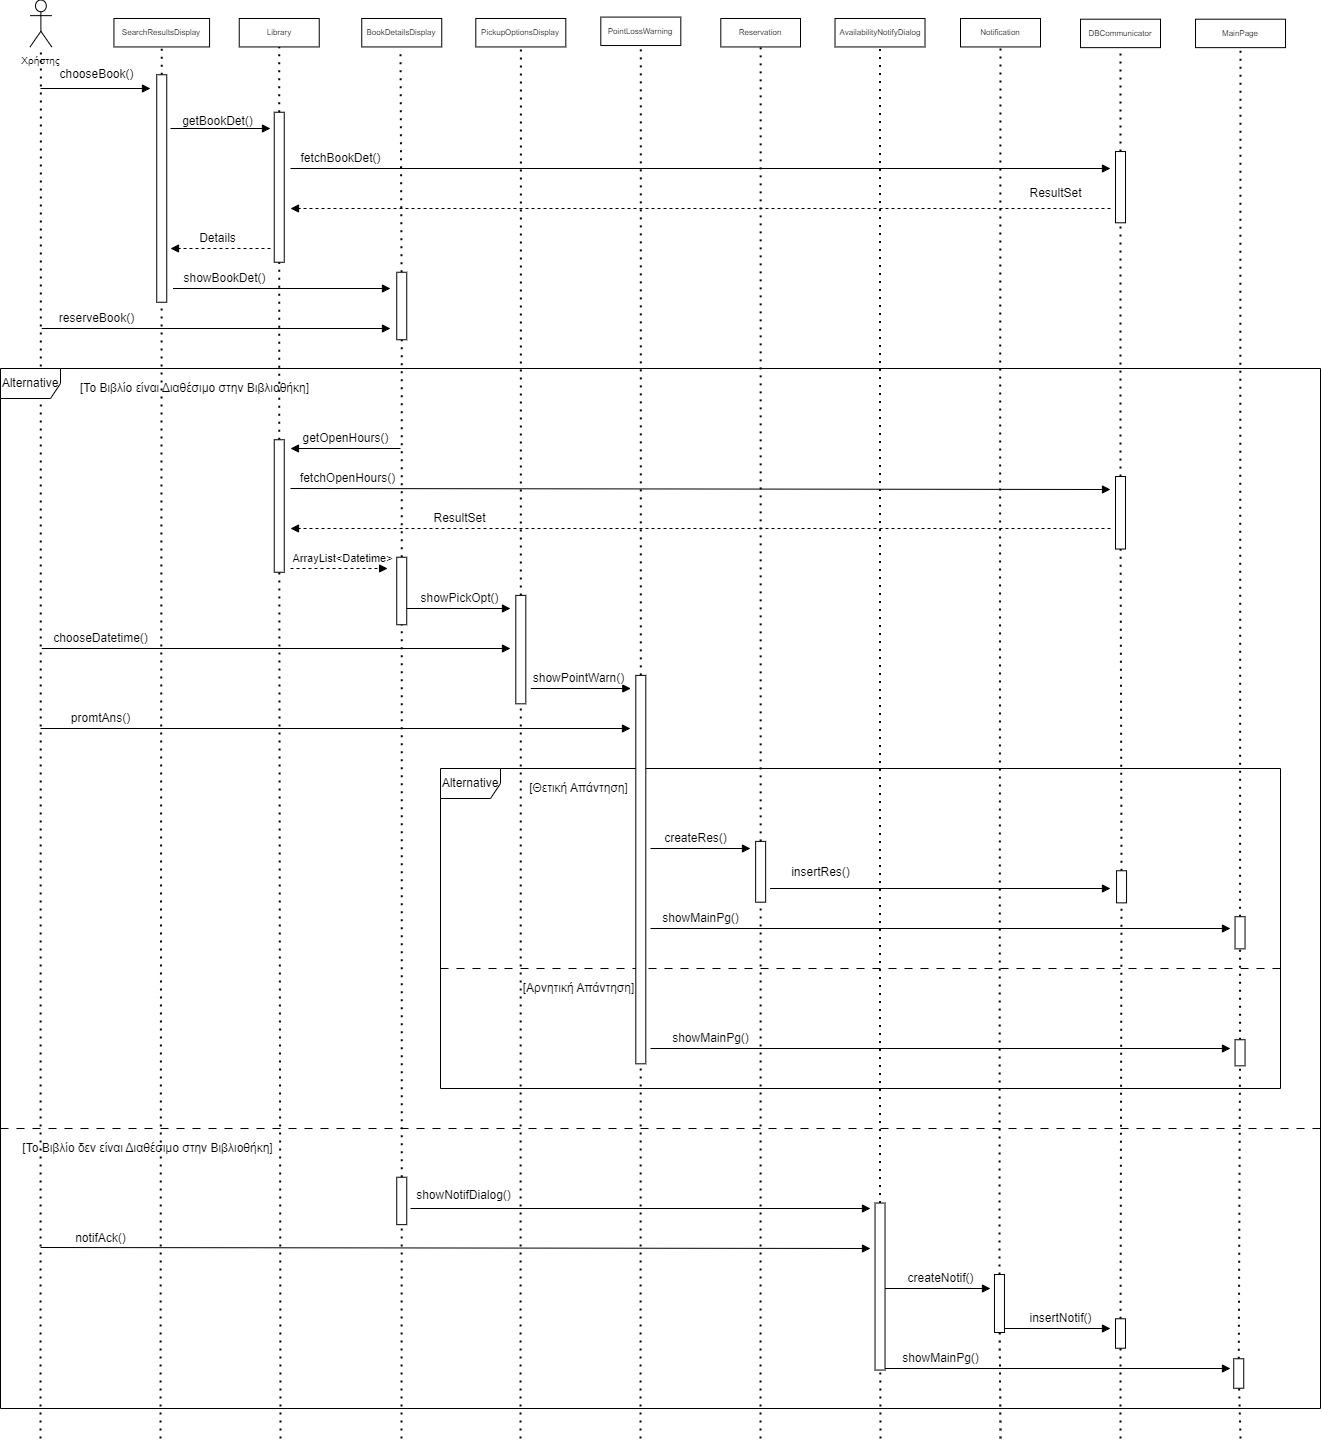 SearchResultsDisplay
Library
BookDetailsDisplay
PickupOptionsDisplay
PointLossWarning
Reservation
AvailabilityNotifyDialog
Notification
DBCommunicator
MainPage
Χρήστης
chooseBook()
getBookDet()
fetchBookDet()
ResultSet
Details
showBookDet()
reserveBook()
Alternative
[Το Βιβλίο είναι Διαθέσιμο στην Βιβλιοθήκη]
getOpenHours()
fetchOpenHours()
ResultSet
ArrayList<Datetime>
showPickOpt()
chooseDatetime()
showPointWarn()
promtAns()
Alternative
[Θετική Απάντηση]
createRes()
insertRes()
showMainPg()
[Αρνητική Απάντηση]
showMainPg()
[Το Βιβλίο δεν είναι Διαθέσιμο στην Βιβλιοθήκη]
showNotifDialog()
notifAck()
createNotif()
insertNotif()
showMainPg()